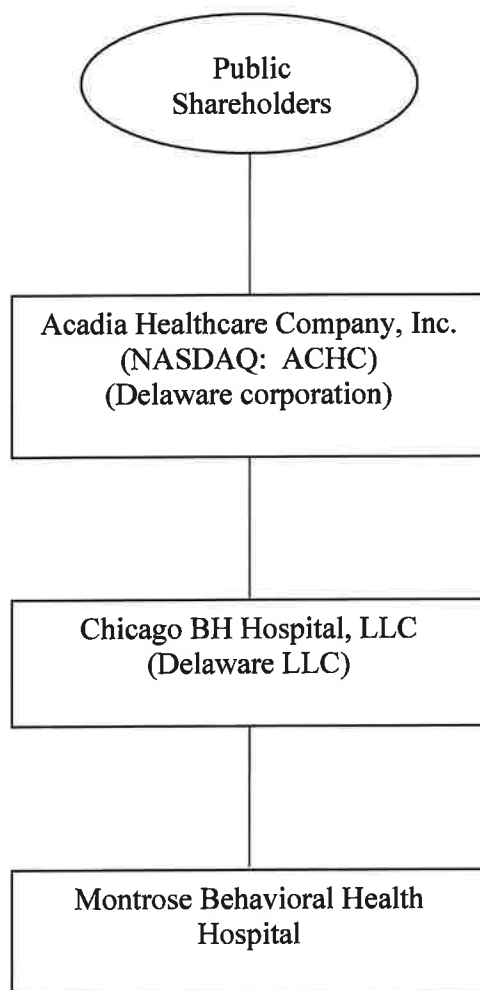 Public
Shareholders
Acadia Healthcare Company, Inc.
(NASDAQ: ACHC)
(Delaware corporation)
Chicago BH Hospital, LLC
(Delaware LLC)
Montrose Behavioral Health
Hospital